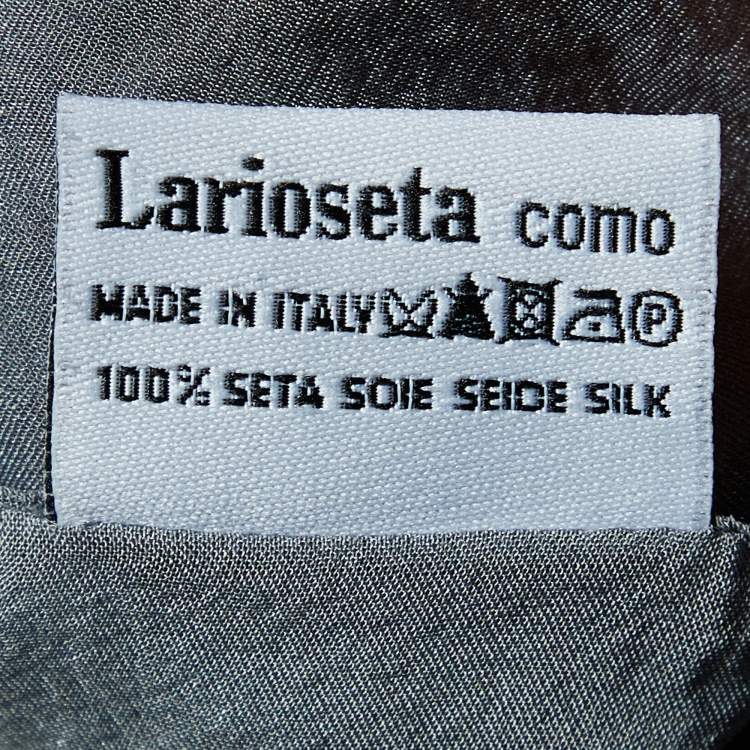 Larioseta como
MADE IN ITALY
100% SETA SOIE SEIDE SILK